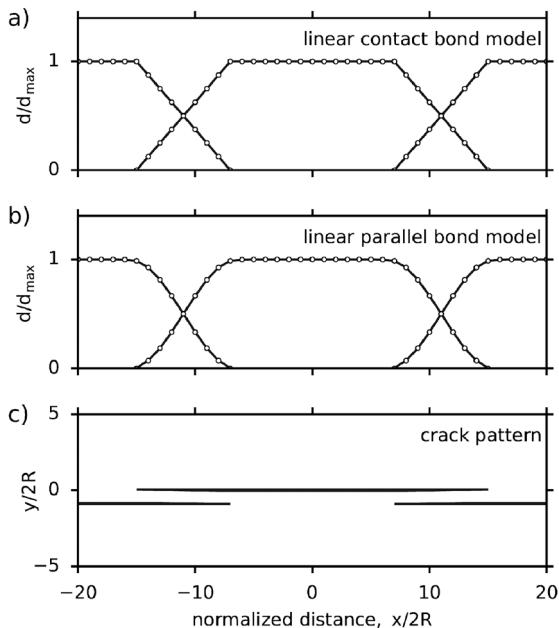 a)
linear contact bond model
1
d/dmax
0
b)
linear parallel bond model
1
d/dmax
0
c)
crack pattern
5
0
y/2R
−5
−20 −10 0 10 20
normalized distance, x/2R